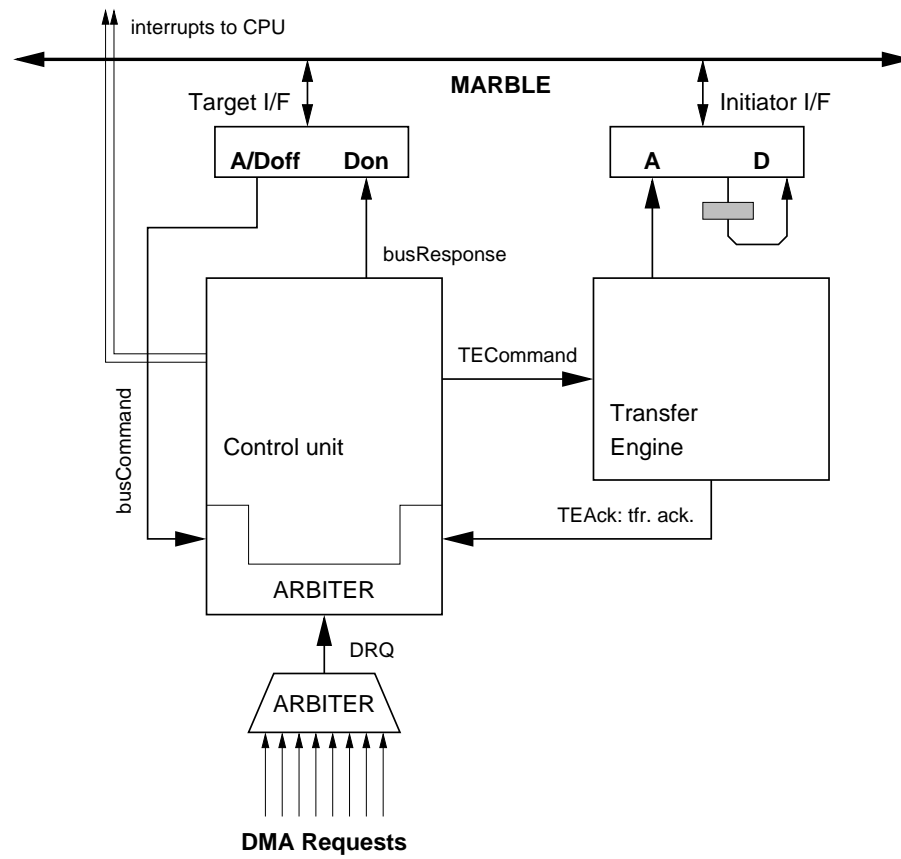 interrupts to CPU
MARBLE
Target I/F
Initiator I/F
A/Doff Don
A D
busResponse
TECommand
busCommand
Control unit
Transfer
Engine
TEAck: tfr. ack.
ARBITER
DRQ
ARBITER
DMA Requests